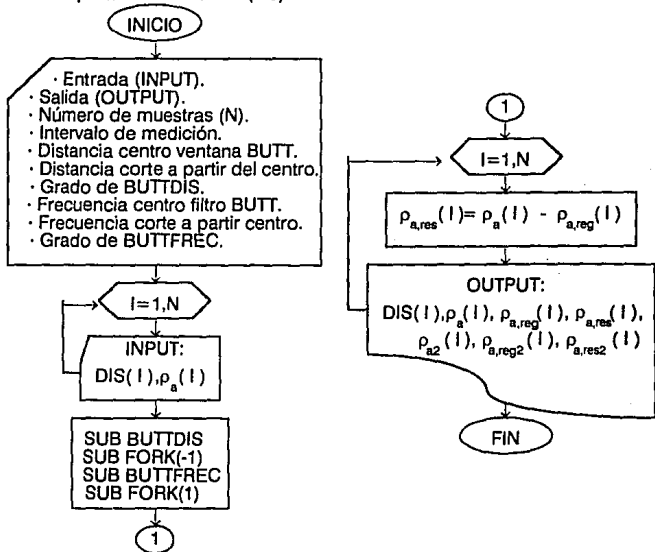 INICIO
· Entrada (INPUT).
· Salida (OUTPUT).
· Número de muestras (N).
· Intervalo de medición.
· Distancia centro ventana BUTT.
· Distancia corte a partir del centro.
· Grado de BUTTDIS.
· Frecuencia centro filtro BUTT.
· Frecuencia corte a partir centro.
· Grado de BUTTFREC.
I=1,N
INPUT:
DIS(I),ρa(I)
SUB BUTTDIS
SUB FORK(-1)
SUB BUTTFREC
SUB FORK(1)
1
1
I=1,N
ρa,res(I)= ρa(I) - ρa,reg(I)
OUTPUT:
DIS(I),ρa(I), ρa,reg(I), ρa,res(I),
ρa2(I), ρa,reg2(I), ρa,res2(I)
FIN